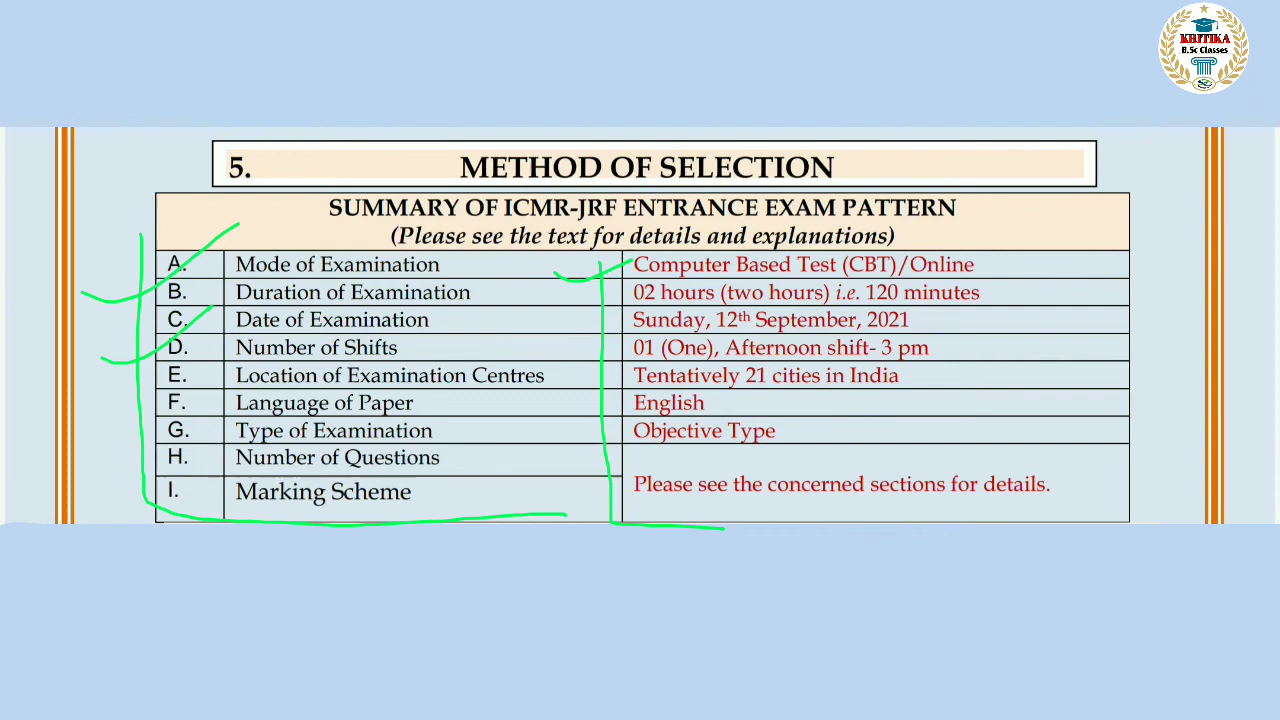 KHITIKA
B.Sc Classes
5. METHOD OF SELECTION
SUMMARY OF ICMR-JRF ENTRANCE EXAM PATTERN
(Please see the text for details and explanations)
A. Mode of Examination Computer Based Test (CBT)/Online
B. Duration of Examination 02 hours (two hours) i.e. 120 minutes
C. Date of Examination Sunday, 12th September, 2021
D. Number of Shifts 01 (One), Afternoon shift- 3 pm
E. Location of Examination Centres Tentatively 21 cities in India
F. Language of Paper English
G. Type of Examination Objective Type
H. Number of Questions
I. Marking Scheme Please see the concerned sections for details.